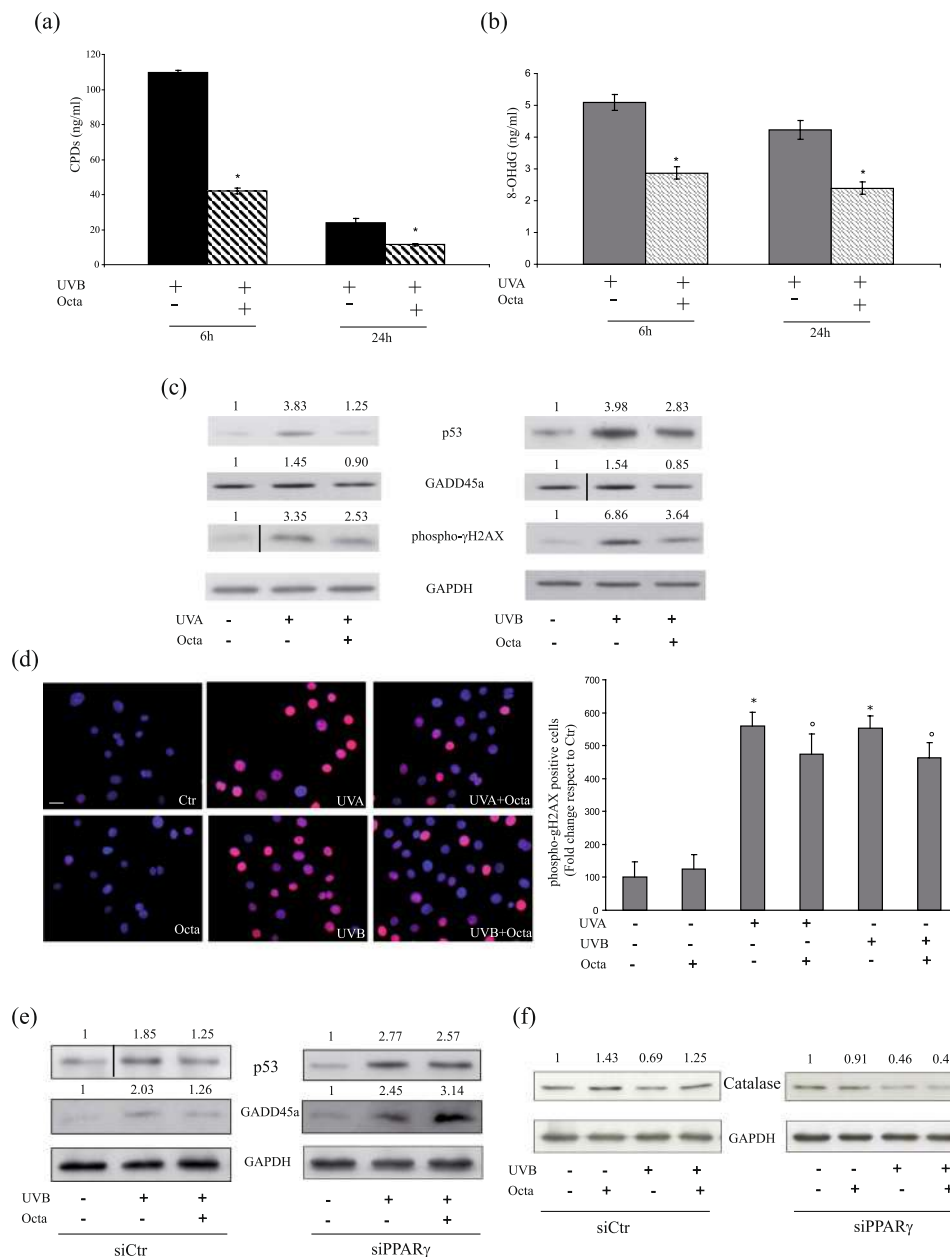 (a)
120
100
80
60
40
20
0
CPDs (ng/ml)
*
*
UVB + + + +
Octa - + - +
6h 24h
(b)
6
5
4
3
2
1
0
8-OHdG (ng/ml)
*
*
UVA + + + +
Octa - + - +
6h 24h
(c)
1 3.83 1.25 p53 1 3.98 2.83
1 1.45 0.90 GADD45a 1 1.54 0.85
1 3.35 2.53 phospho-γH2AX 1 6.86 3.64
GAPDH
UVA - + + UVB - + +
Octa - - + Octa - - +
(d)
Ctr UVA UVA+Octa
Octa UVB UVB+Octa
phospho-gH2AX positive cells
(Fold change respect to Ctr)
700
600
500
400
300
200
100
0
* ° * °
UVA - - + + - -
UVB - - - - + +
Octa - + - + - +
(e)
1 1.85 1.25 p53 1 2.77 2.57
1 2.03 1.26 GADD45a 1 2.45 3.14
GAPDH
UVB - + + - + +
Octa - - + - - +
siCtr siPPARγ
(f)
1 1.43 0.69 1.25 Catalase 1 0.91 0.46 0.4
GAPDH
UVB - - + + - - + +
Octa - + - + - + - +
siCtr siPPARγ